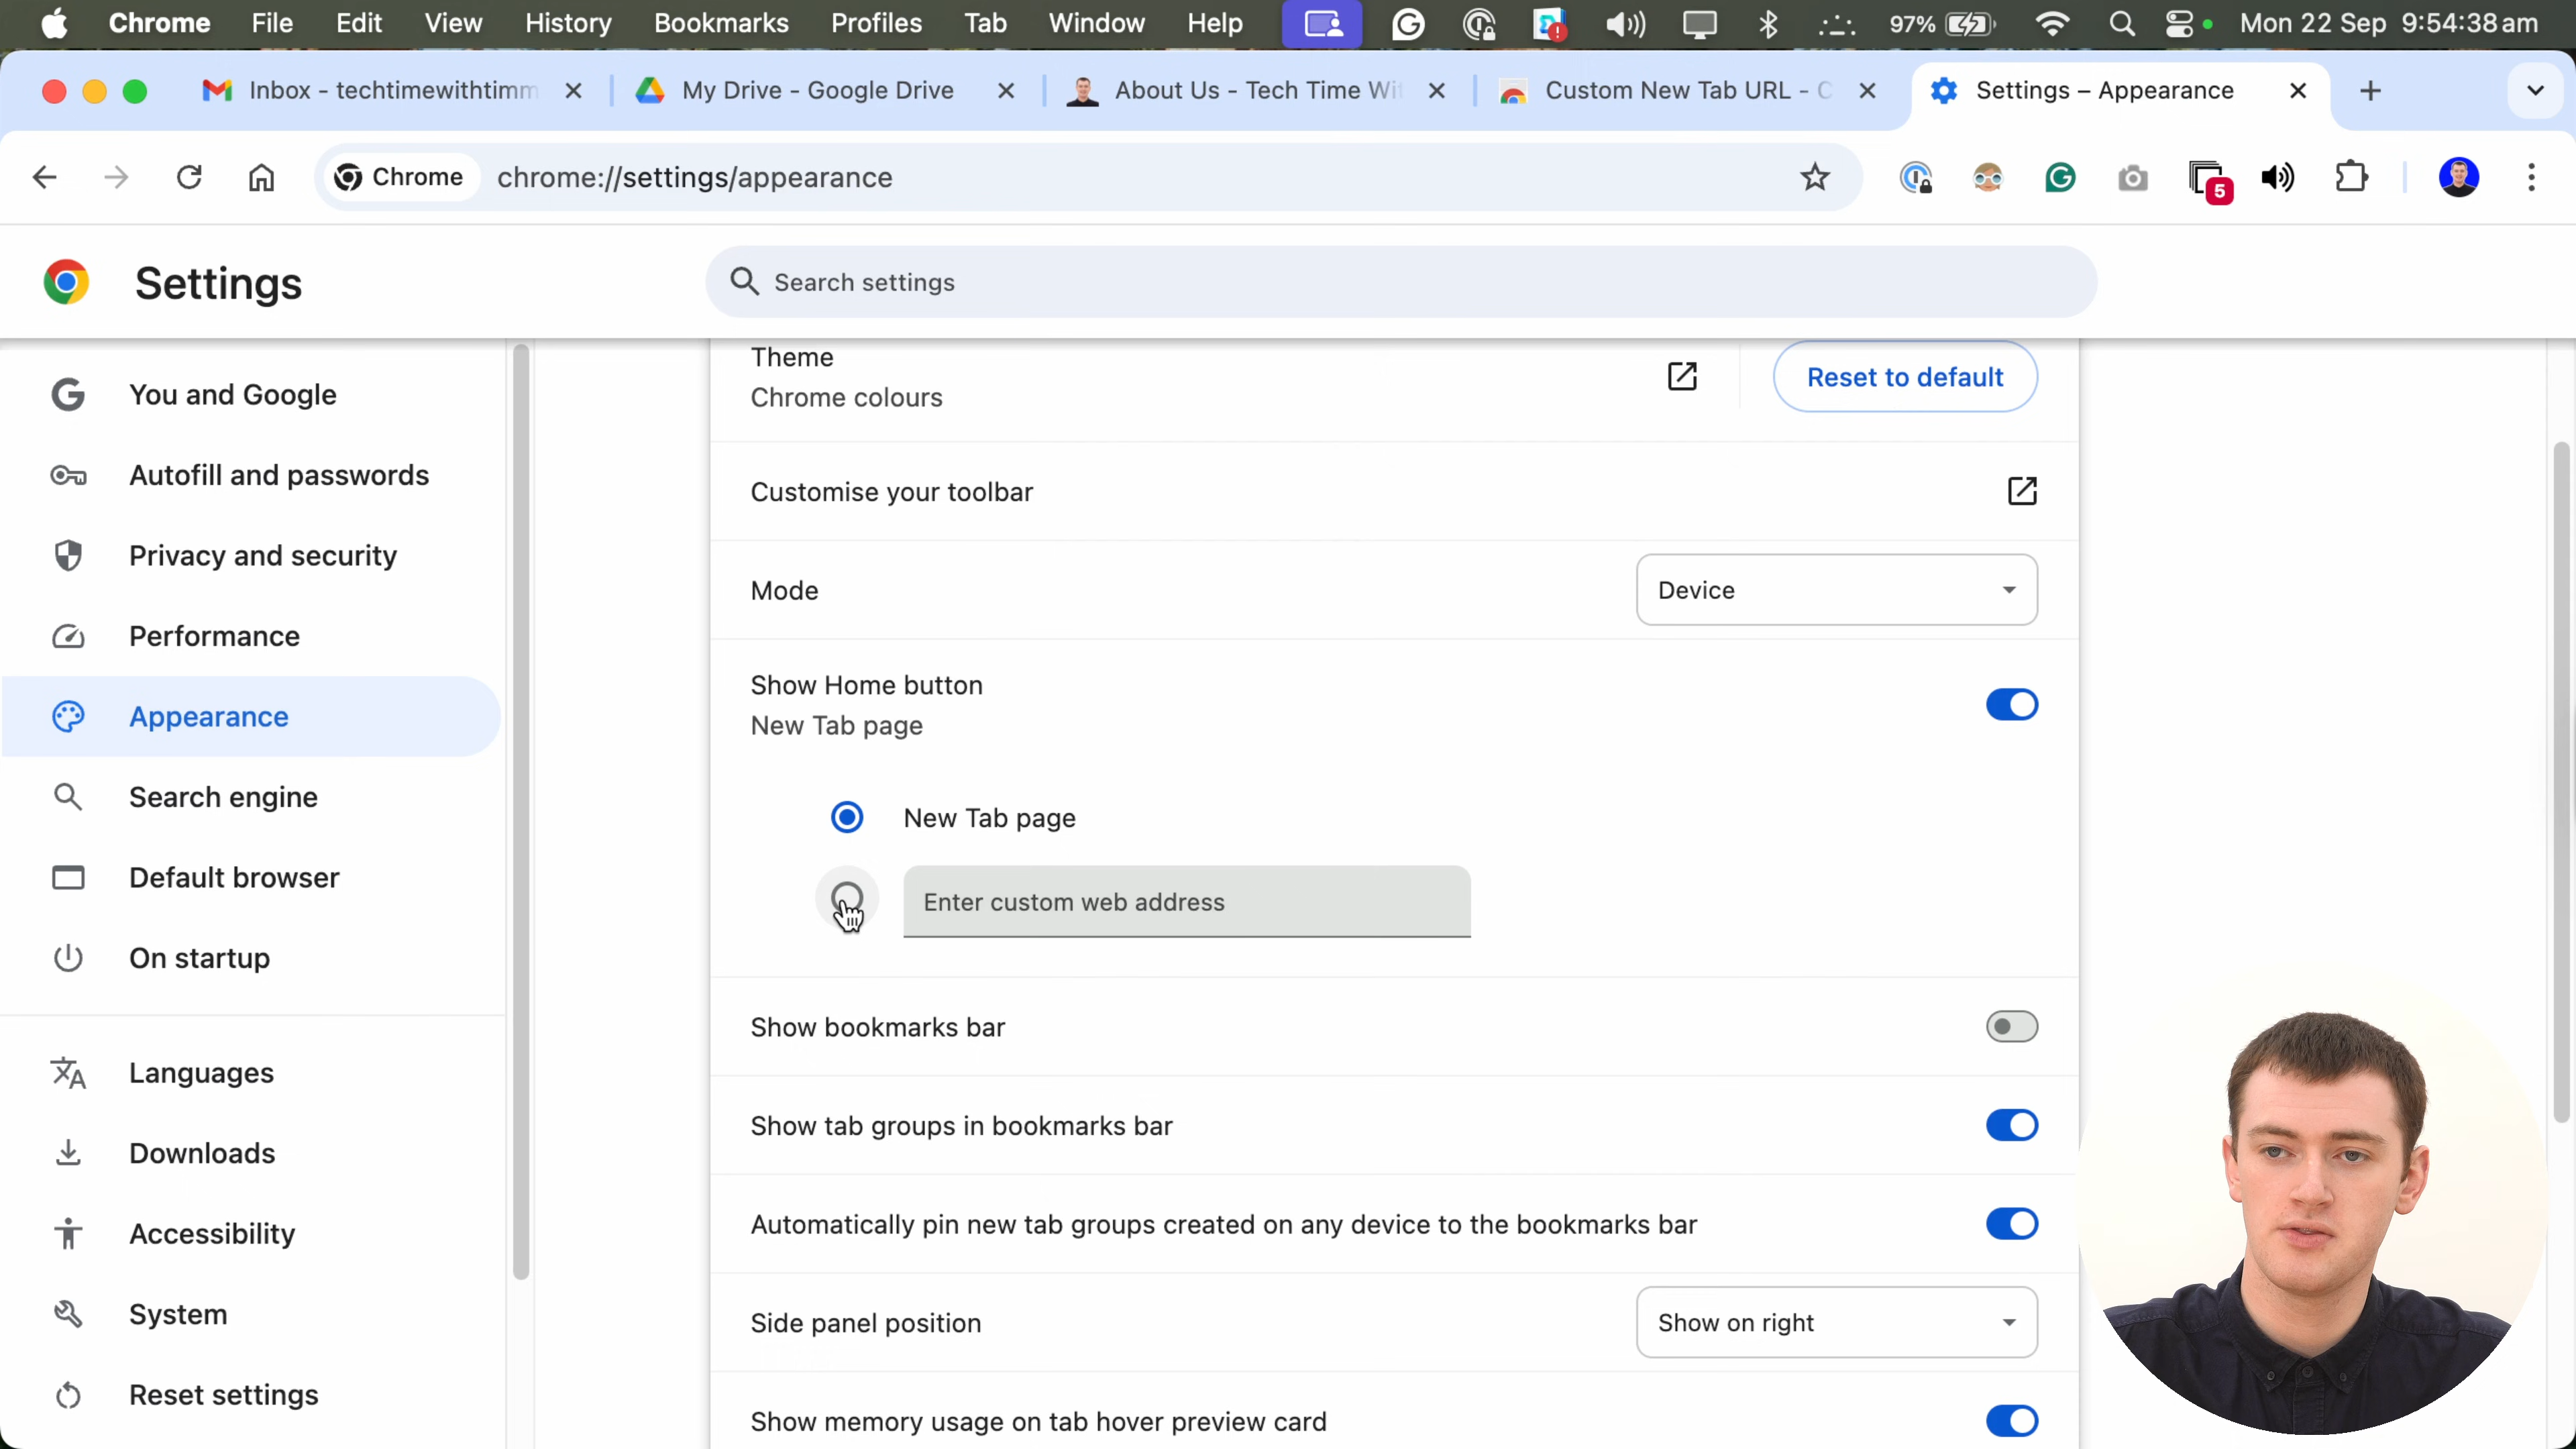 Chrome File Edit View History Bookmarks Profiles Tab Window Help 97% Mon 22 Sep 9:54:38 am
Inbox - techtimewithtimm My Drive - Google Drive About Us - Tech Time Wit Custom New Tab URL - C Settings – Appearance
Chrome chrome://settings/appearance 5
Settings Search settings
You and Google
Autofill and passwords
Privacy and security
Performance
Appearance
Search engine
Default browser
On startup
Languages
Downloads
Accessibility
System
Reset settings
Theme
Chrome colours
Reset to default
Customise your toolbar
Mode Device
Show Home button
New Tab page
New Tab page
Enter custom web address
Show bookmarks bar
Show tab groups in bookmarks bar
Automatically pin new tab groups created on any device to the bookmarks bar
Side panel position Show on right
Show memory usage on tab hover preview card